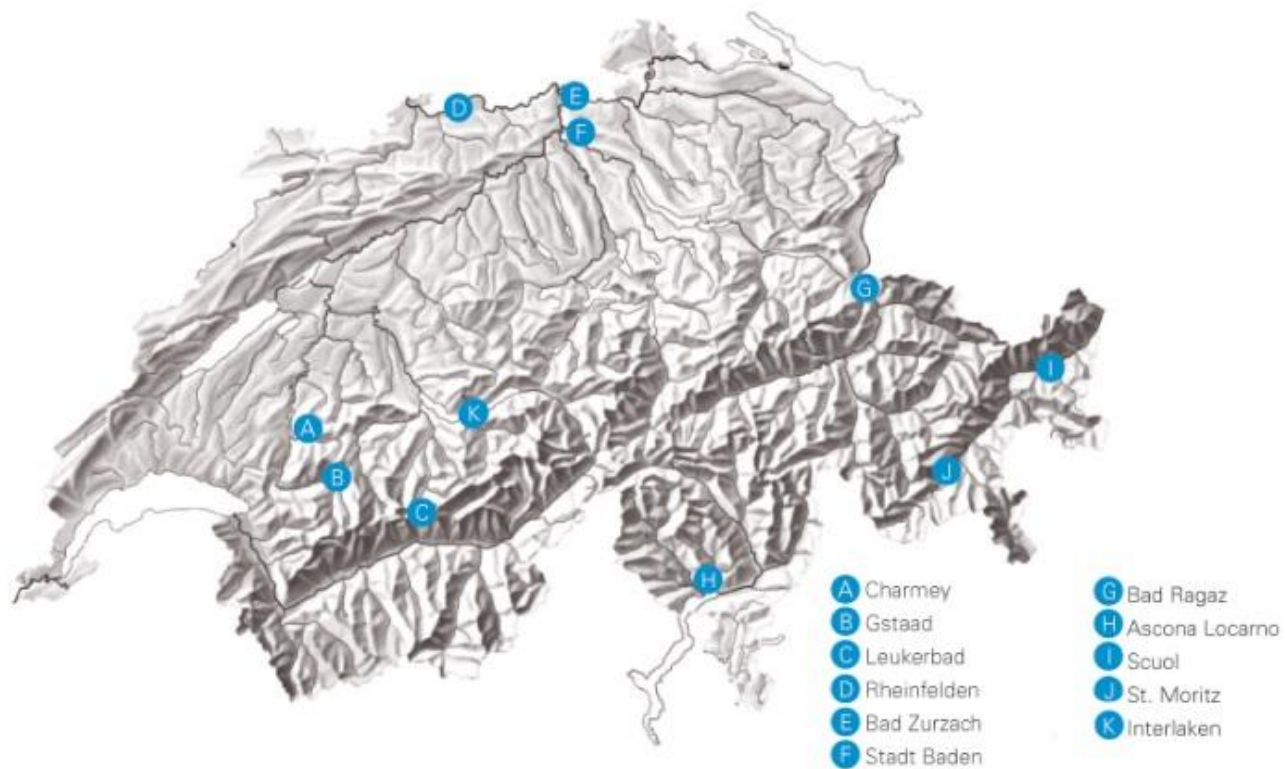 D
E
F
G
I
K
A
J
B
C
H
A Charmey
B Gstaad
C Leukerbad
D Rheinfelden
E Bad Zurzach
F Stadt Baden
G Bad Ragaz
H Ascona Locarno
I Scuol
J St. Moritz
K Interlaken